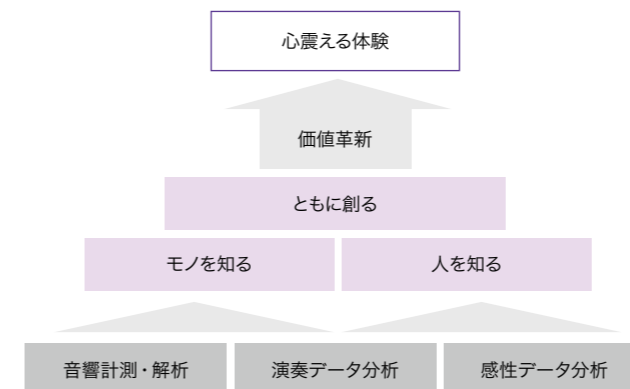 心震える体験
価値革新
ともに創る
モノを知る
人を知る
音響計測・解析
演奏データ分析
感性データ分析